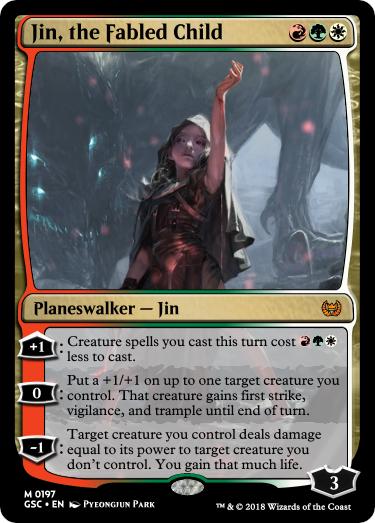 Jin, the Fabled Child
Planeswalker — Jin
+1: Creature spells you cast this turn cost
less to cast.
0: Put a +1/+1 on up to one target creature you
control. That creature gains first strike,
vigilance, and trample until end of turn.
-1: Target creature you control deals damage
equal to its power to target creature you
don't control. You gain that much life.
3
M 0197
GSC • EN Pyeongjun Park
™ & © 2018 Wizards of the Coast